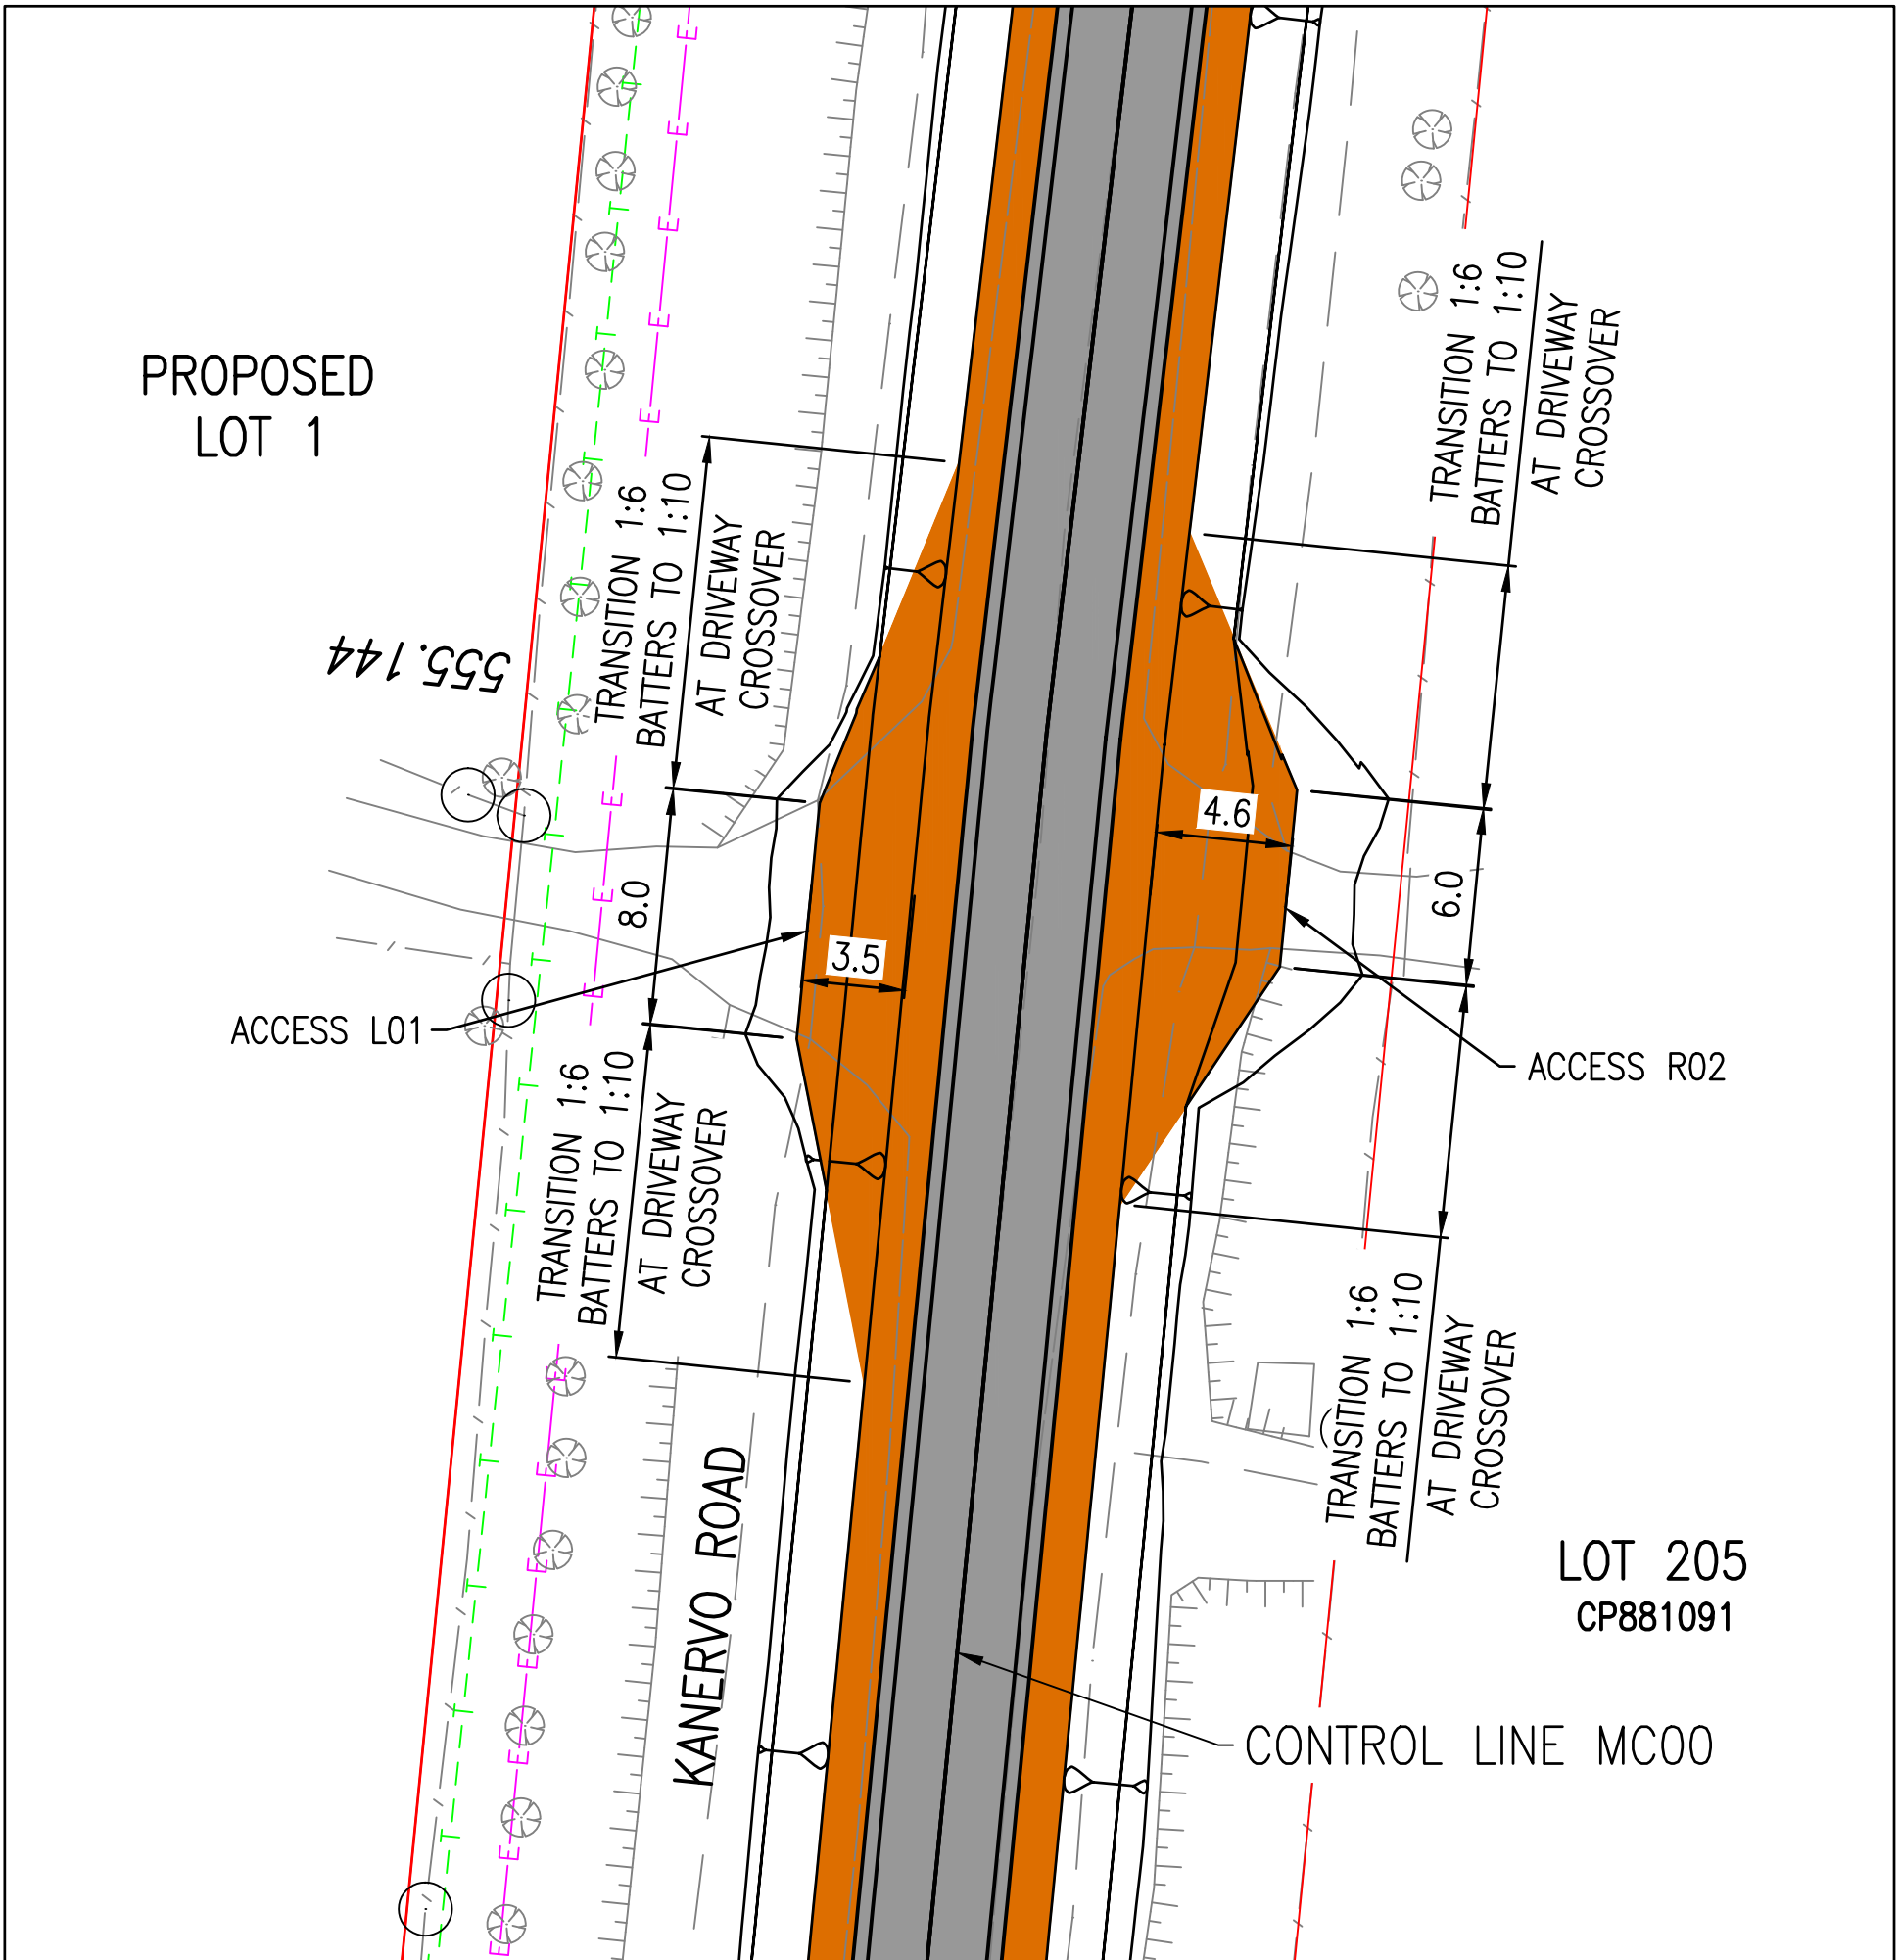 PROPOSED
LOT 1
TRANSITION 1:6
BATTERS TO 1:10
AT DRIVEWAY
CROSSOVER
TRANSITION 1:6
BATTERS TO 1:10
AT DRIVEWAY
CROSSOVER
555.144
4.6
8.0
6.0
3.5
ACCESS L01
ACCESS R02
TRANSITION 1:6
BATTERS TO 1:10
AT DRIVEWAY
CROSSOVER
TRANSITION 1:6
BATTERS TO 1:10
AT DRIVEWAY
CROSSOVER
KANERVO ROAD
LOT 205
CP881091
CONTROL LINE MC00